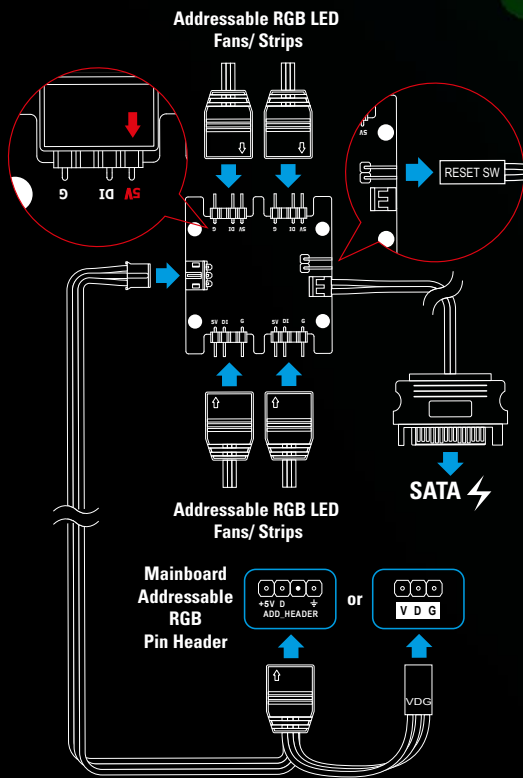 Addressable RGB LED
Fans/ Strips
G DI 5V
5V
RESET SW
G DI 5V
G DI 5V
5V DI G
5V DI G
SATA
Addressable RGB LED
Fans/ Strips
Mainboard
Addressable
RGB
Pin Header
+5V D
ADD_HEADER
or
V D G
VDG